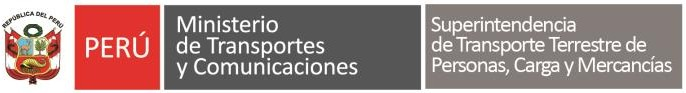 REPÚBLICA DEL PERÚ
PERÚ
Ministerio
de Transportes
y Comunicaciones
Superintendencia
de Transporte Terrestre de
Personas, Carga y Mercancías